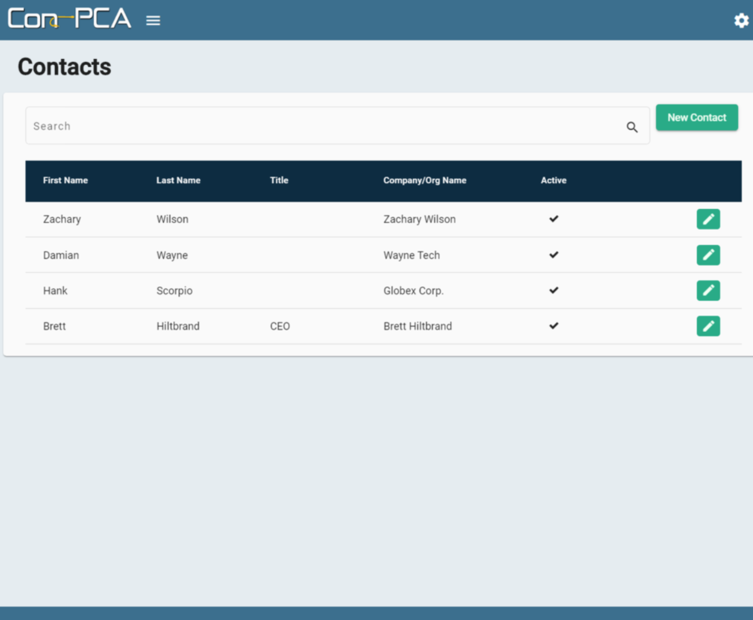 Con-PCA
Contacts
Search
New Contact
First Name Last Name Title Company/Org Name Active
Zachary Wilson Zachary Wilson
Damian Wayne Wayne Tech
Hank Scorpio Globex Corp.
Brett Hiltbrand CEO Brett Hiltbrand